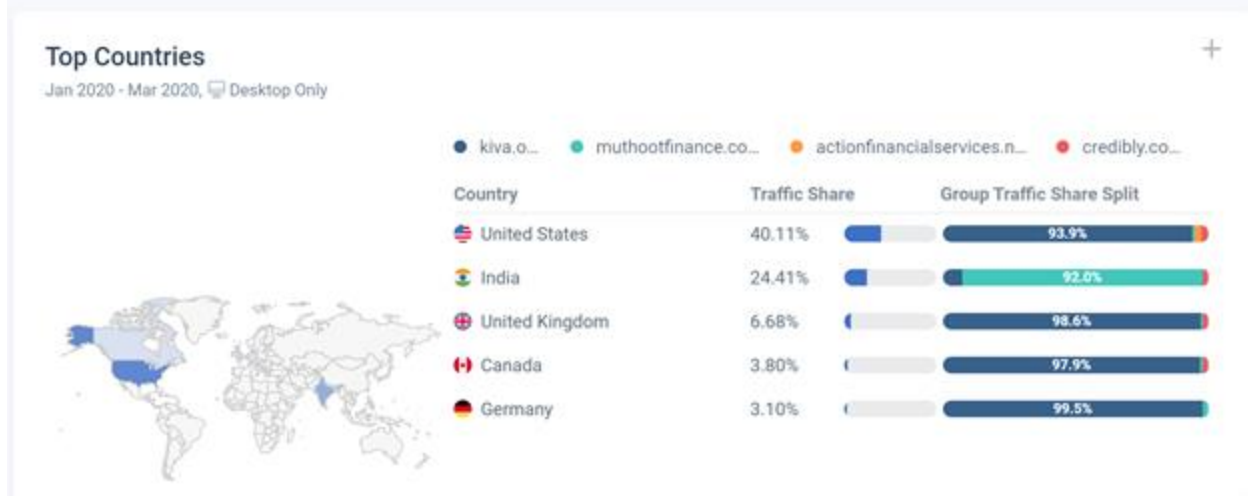 Top Countries
Jan 2020 - Mar 2020, Desktop Only
kiva.o... muthootfinance.co... actionfinancialservices.n... credibly.co...
Country Traffic Share Group Traffic Share Split
United States 40.11% 93.9%
India 24.41% 92.0%
United Kingdom 6.68% 98.6%
Canada 3.80% 97.9%
Germany 3.10% 99.5%